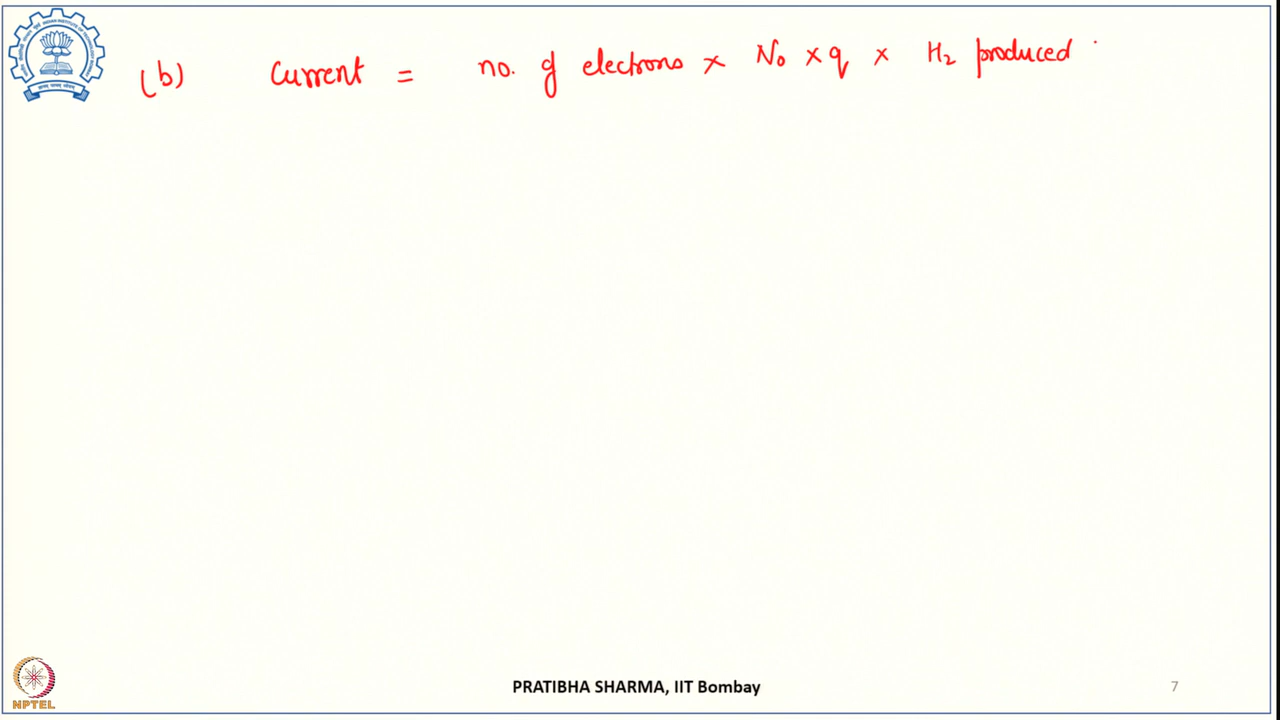 (b) Current = no. of electrons × N₀ × q × H₂ produced
NPTEL
PRATIBHA SHARMA, IIT Bombay
7